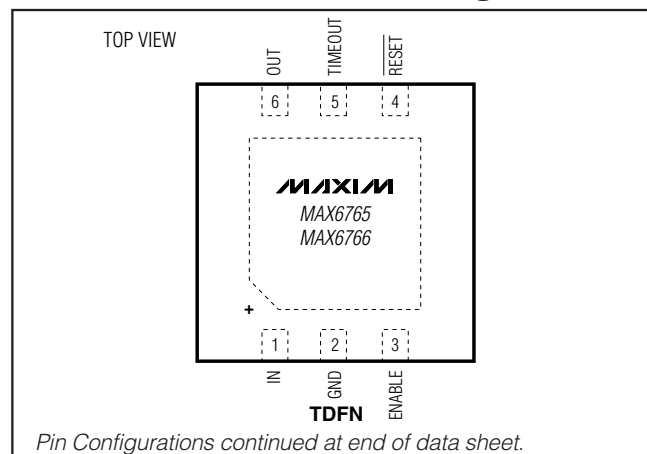 TOP VIEW
OUT
TIMEOUT
RESET
6
5
4
MAXIM
MAX6765
MAX6766
+
1
2
3
IN
GND
ENABLE
TDFN
Pin Configurations continued at end of data sheet.